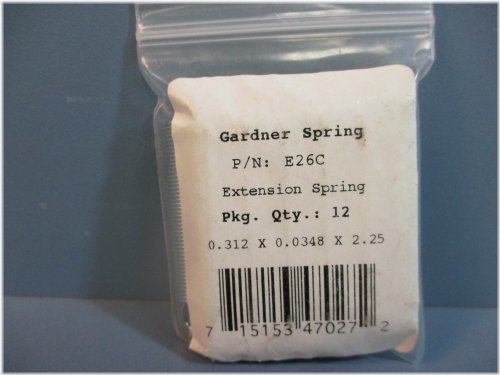 Gardner Spring
P/N: E26C
Extension Spring
Pkg. Qty.: 12
0.312 X 0.0348 X 2.25
7 15153 47027 2